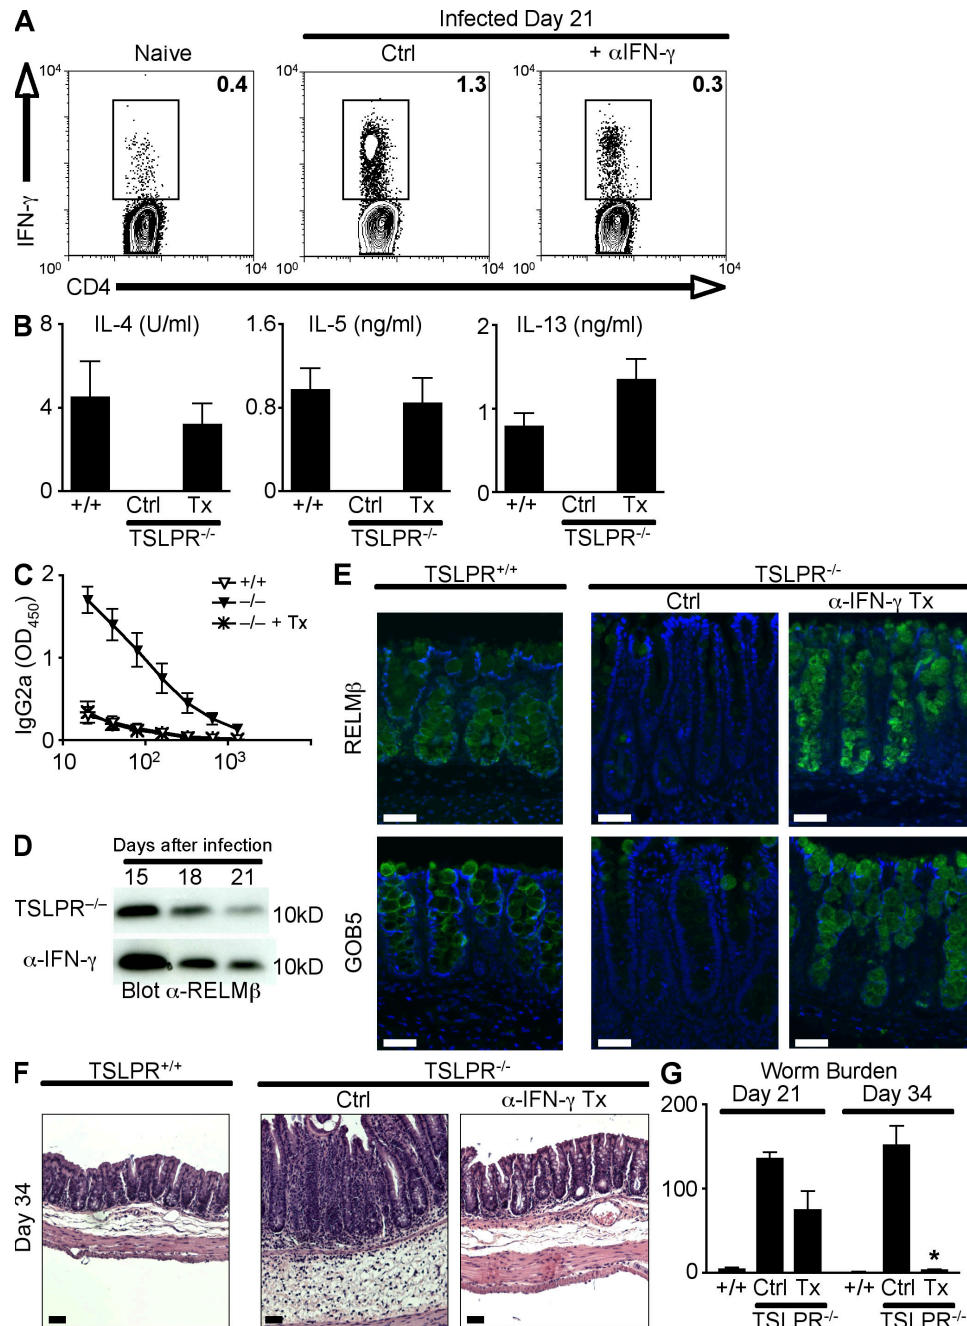 A
Infected Day 21
Naive
Ctrl
+ αIFN-γ
10⁴
0.4
1.3
0.3
IFN-γ
10⁰
10⁴
10⁰
10⁴
10⁰
10⁴
CD4
B
IL-4 (U/ml)
8
4
0
+/+
Ctrl
Tx
TSLPR-/-
IL-5 (ng/ml)
1.6
0.8
0
+/+
Ctrl
Tx
TSLPR-/-
IL-13 (ng/ml)
2
1
0
+/+
Ctrl
Tx
TSLPR-/-
C
IgG2a (OD450)
2
1
0
10
10²
10³
+/+
–/–
–/– + Tx
D
Days after infection
15 18 21
TSLPR–/–
10kD
α-IFN-γ
10kD
Blot α-RELMβ
E
TSLPR+/+
TSLPR-/-
Ctrl
α-IFN-γ Tx
RELMβ
GOB5
F
TSLPR+/+
TSLPR-/-
Ctrl
α-IFN-γ Tx
Day 34
G
Worm Burden
Day 21
Day 34
200
100
0
*
+/+
Ctrl
Tx
+/+
Ctrl
Tx
TSLPR-/-
TSLPR-/-